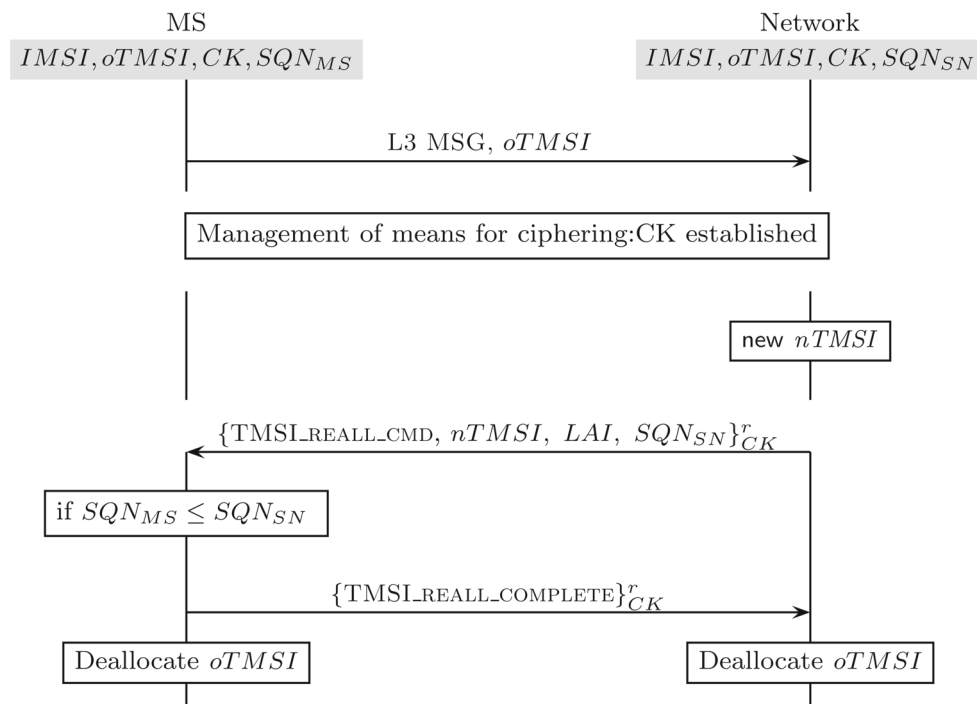 MS
Network
IMSI, oTMSI, CK, SQN_MS
IMSI, oTMSI, CK, SQN_SN
L3 MSG, oTMSI
Management of means for ciphering:CK established
new nTMSI
{TMSI_REALL_CMD, nTMSI, LAI, SQN_SN}^r_CK
if SQN_MS ≤ SQN_SN
{TMSI_REALL_COMPLETE}^r_CK
Deallocate oTMSI
Deallocate oTMSI